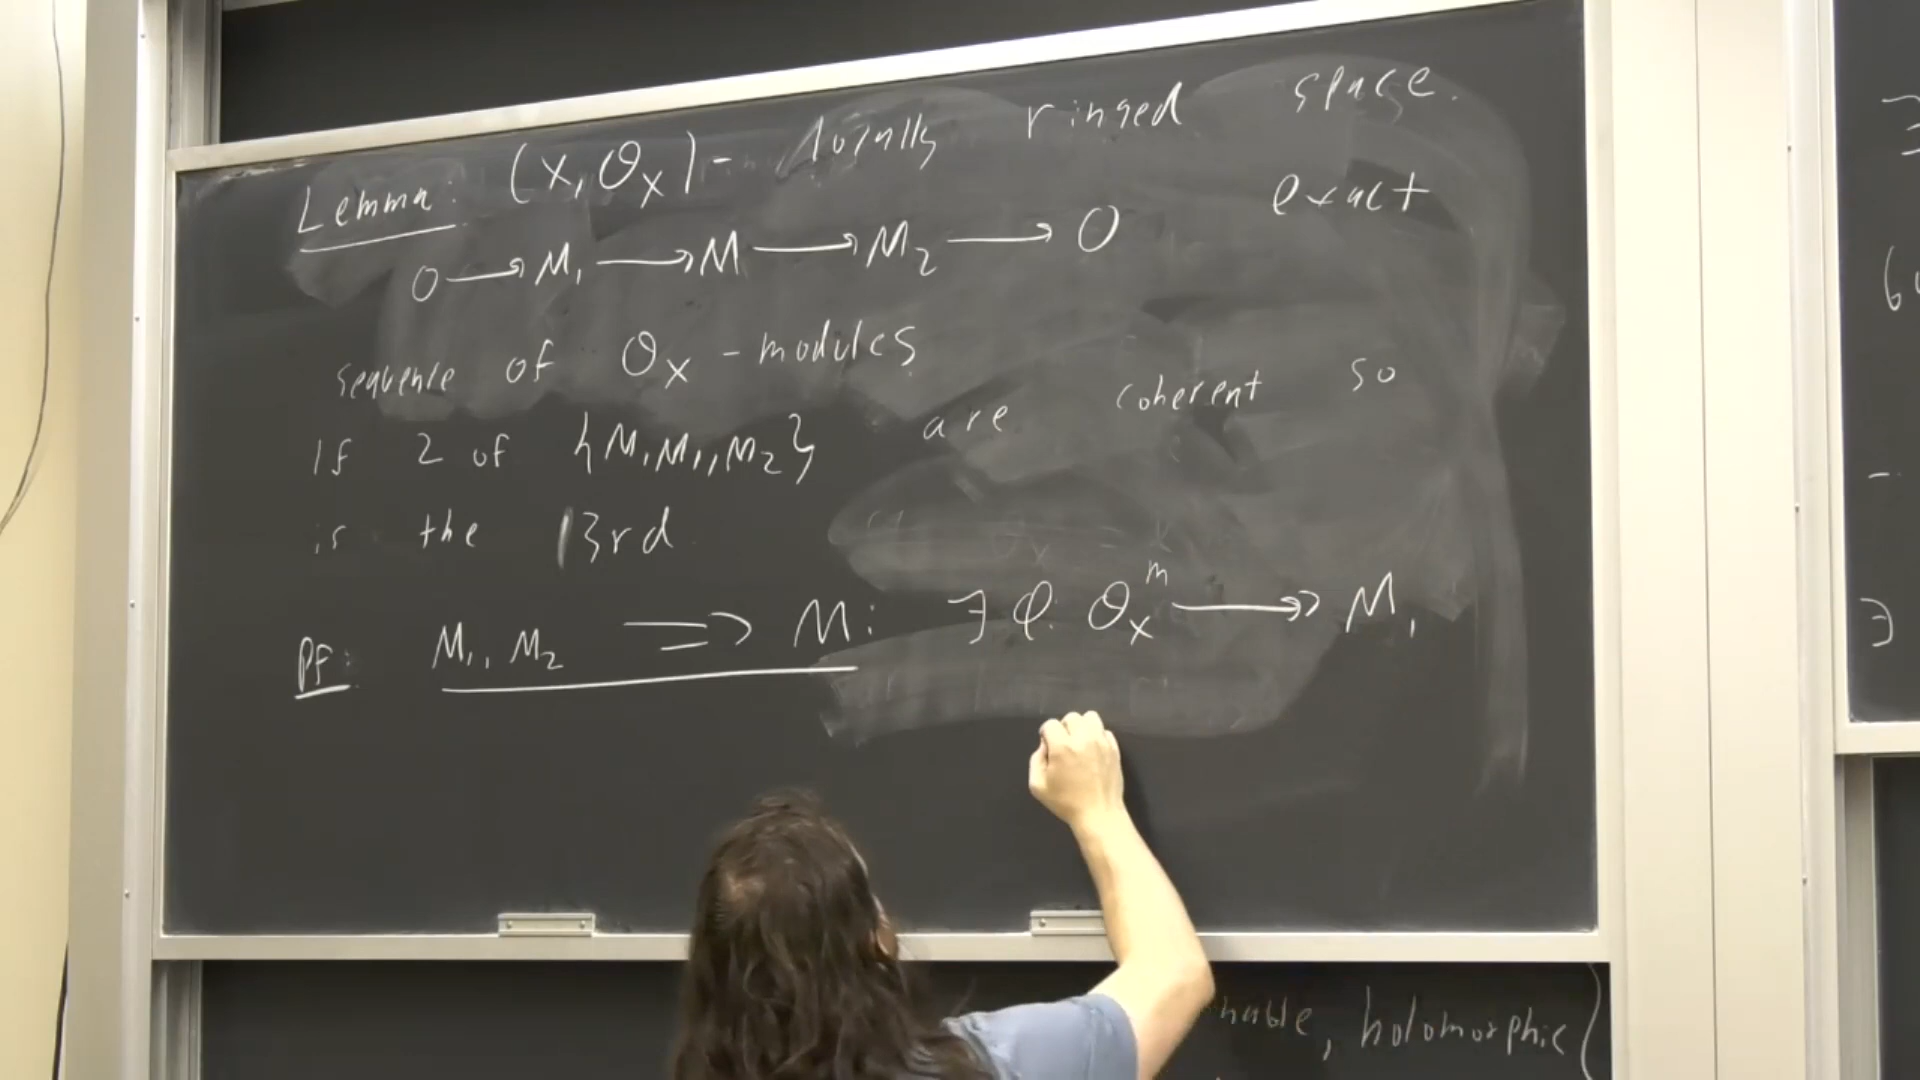 Lemma: (X, O_X) - locally ringed space.
0 → M_1 → M → M_2 → 0 exact
sequence of O_X - modules
If 2 of {M, M_1, M_2} are coherent so
is the 3rd
Pf: M_1, M_2 ⟹ M: ∃ φ: O_X^m ↠ M_1
, holomorphic
∃